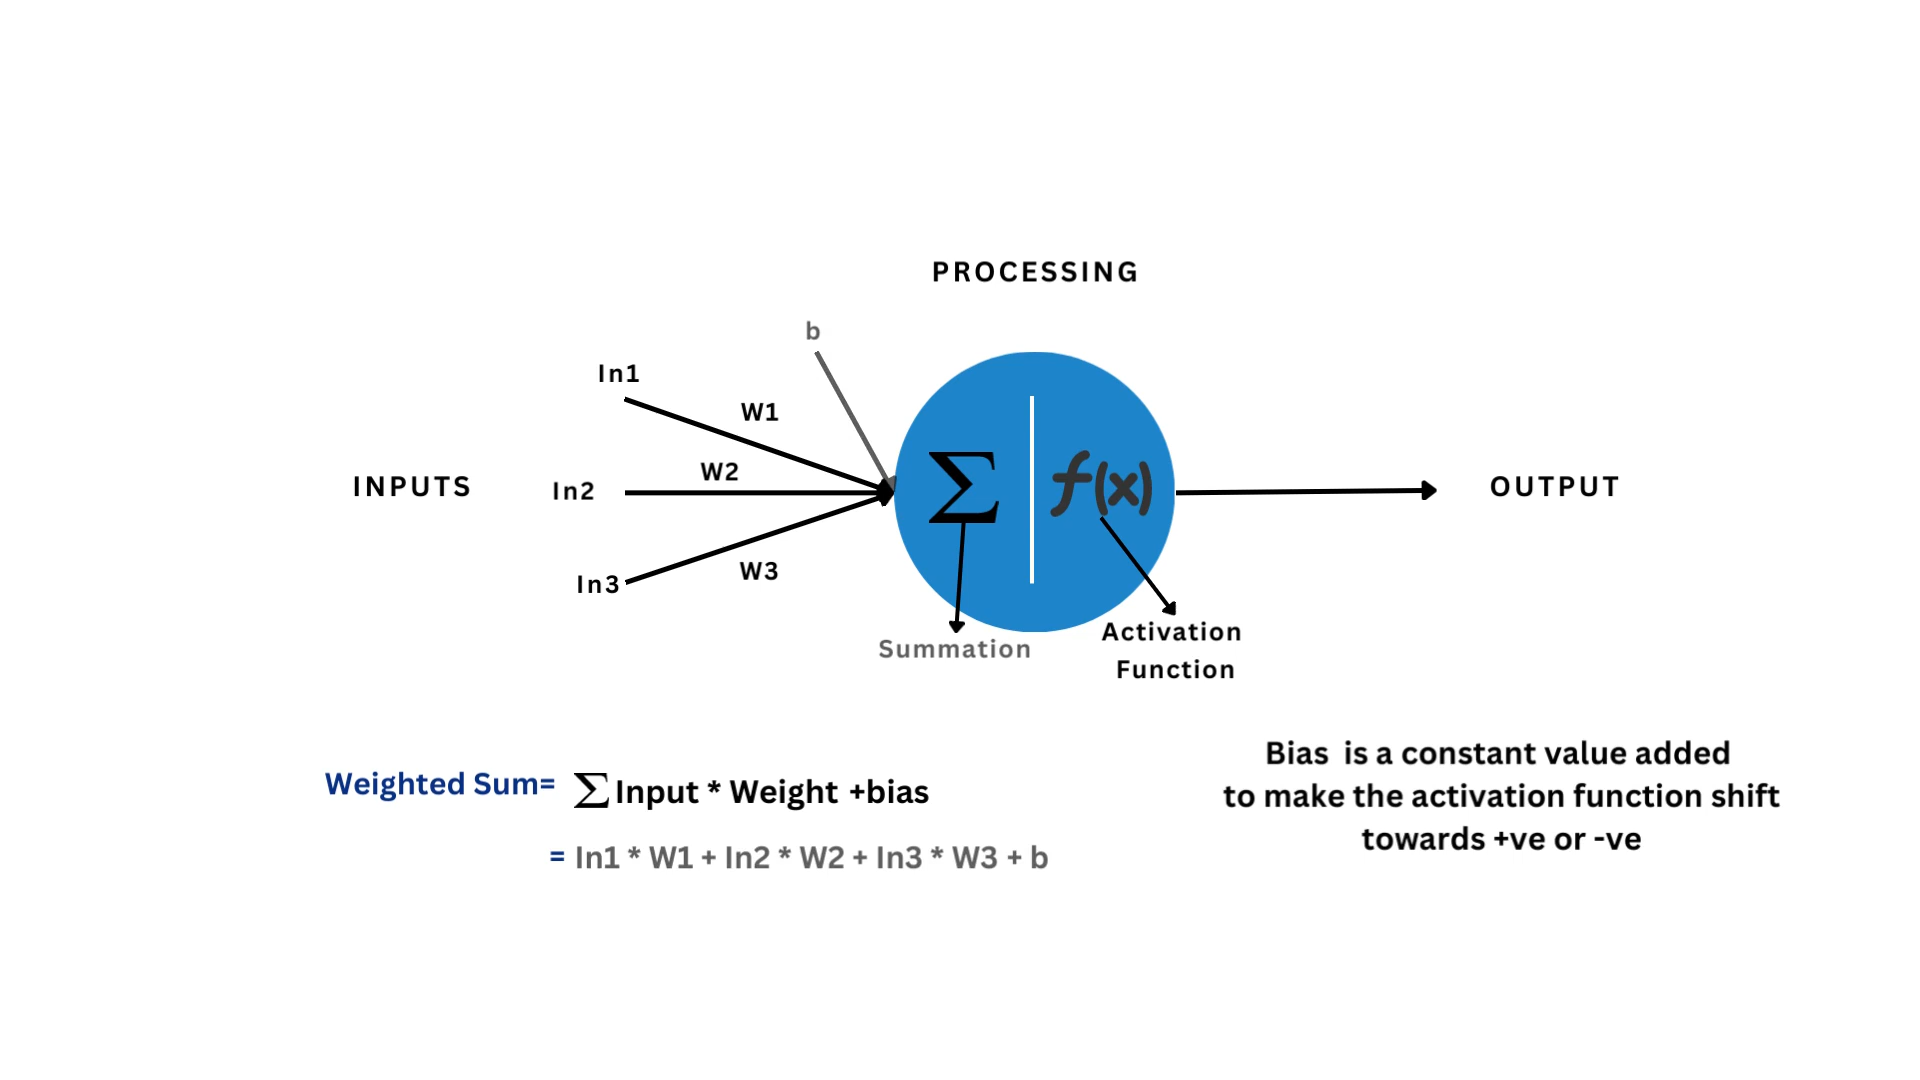 PROCESSING
b
In1
W1
W2
INPUTS
In2
∑
f(x)
OUTPUT
W3
In3
Summation
Activation
Function
Weighted Sum= ∑ Input * Weight +bias
= In1 * W1 + In2 * W2 + In3 * W3 + b
Bias is a constant value added
to make the activation function shift
towards +ve or -ve